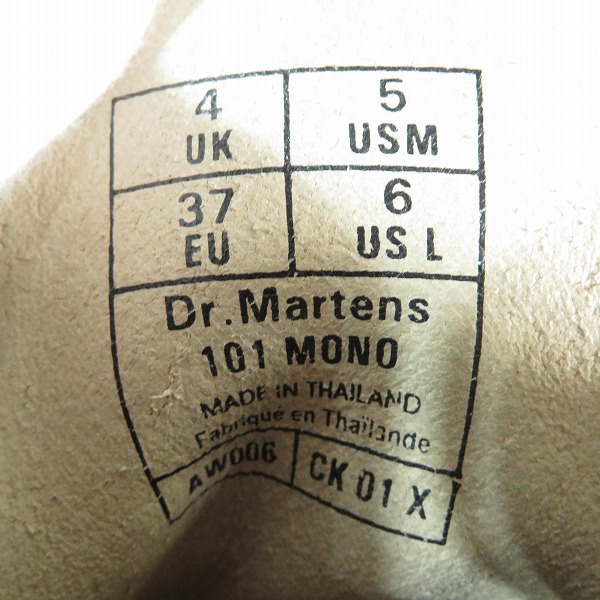 4 UK
5 USM
37 EU
6 US L
Dr. Martens
101 MONO
MADE IN THAILAND
Fabriqué en Thaïlande
AW006 CK 01 X